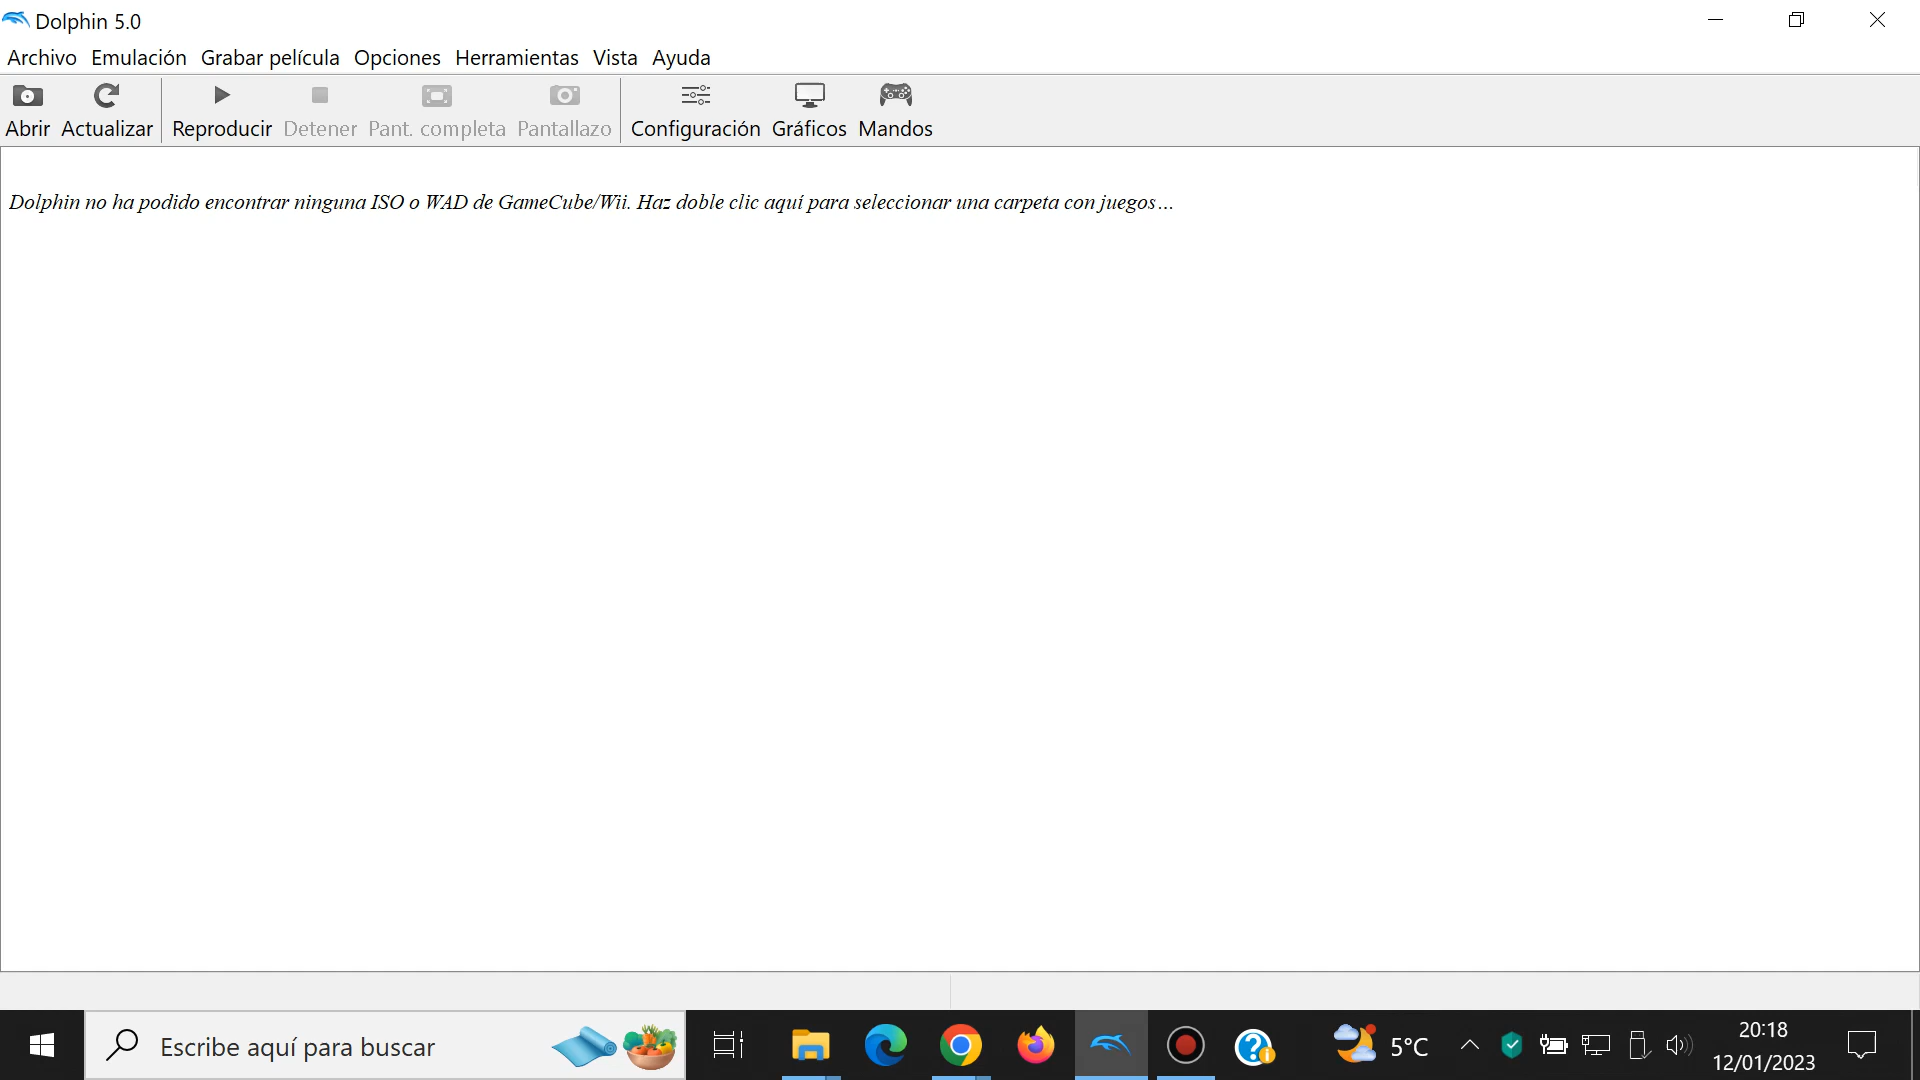 Dolphin 5.0
Archivo Emulación Grabar película Opciones Herramientas Vista Ayuda
Abrir Actualizar Reproducir Detener Pant. completa Pantallazo Configuración Gráficos Mandos
Dolphin no ha podido encontrar ninguna ISO o WAD de GameCube/Wii. Haz doble clic aquí para seleccionar una carpeta con juegos...
Escribe aquí para buscar
5°C
20:18
12/01/2023